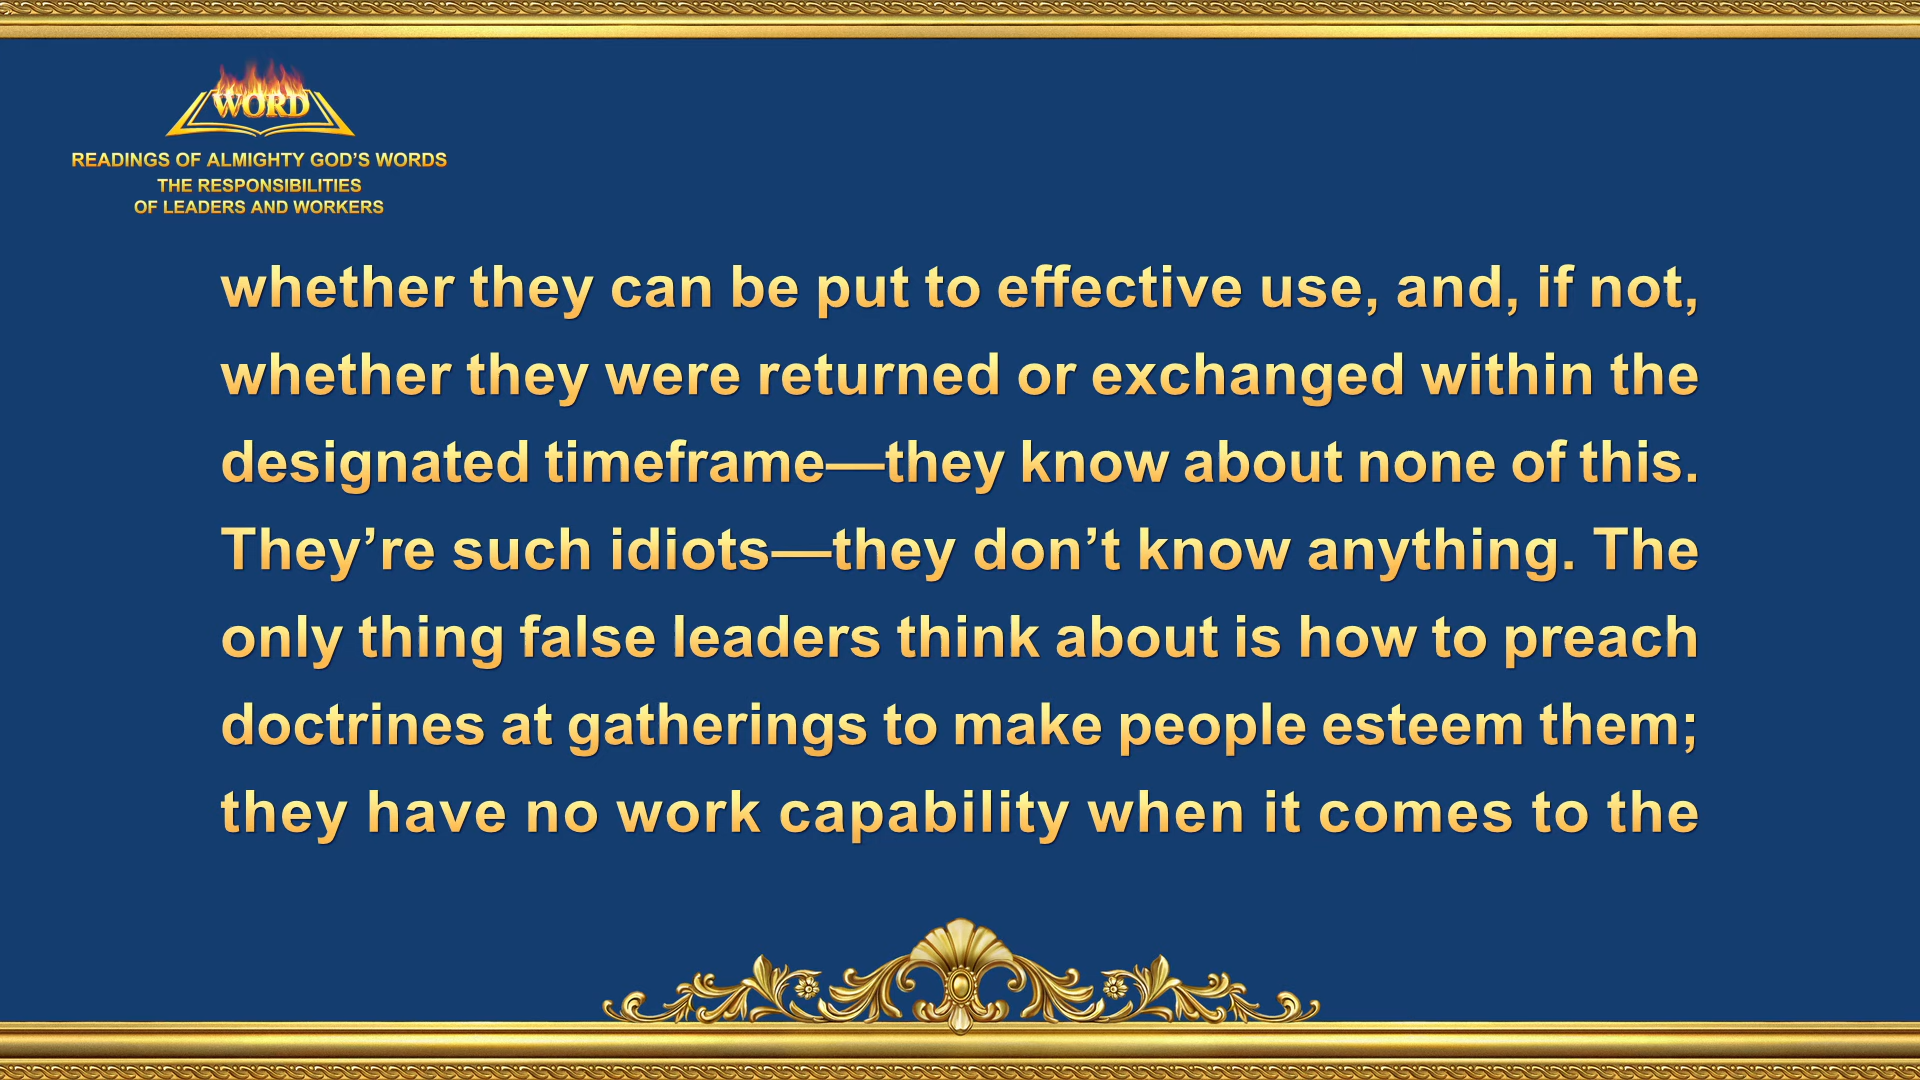 WORD
READINGS OF ALMIGHTY GOD’S WORDS
THE RESPONSIBILITIES
OF LEADERS AND WORKERS
whether they can be put to effective use, and, if not,
whether they were returned or exchanged within the
designated timeframe—they know about none of this.
They’re such idiots—they don’t know anything. The
only thing false leaders think about is how to preach
doctrines at gatherings to make people esteem them;
they have no work capability when it comes to the